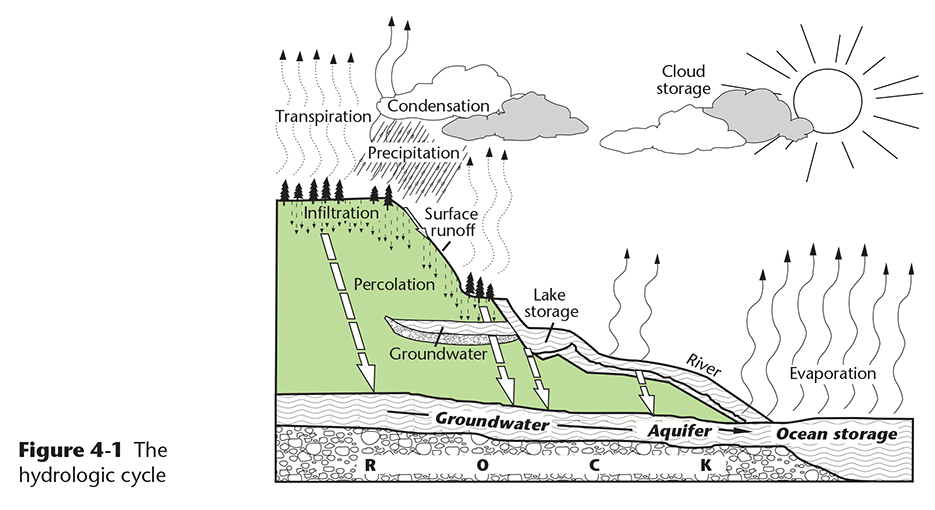 Cloud
storage
Condensation
Transpiration
Precipitation
Infiltration
Surface
runoff
Percolation
Lake
storage
Groundwater
River
Evaporation
Groundwater
Aquifer
Ocean storage
R O C K
Figure 4-1 The
hydrologic cycle